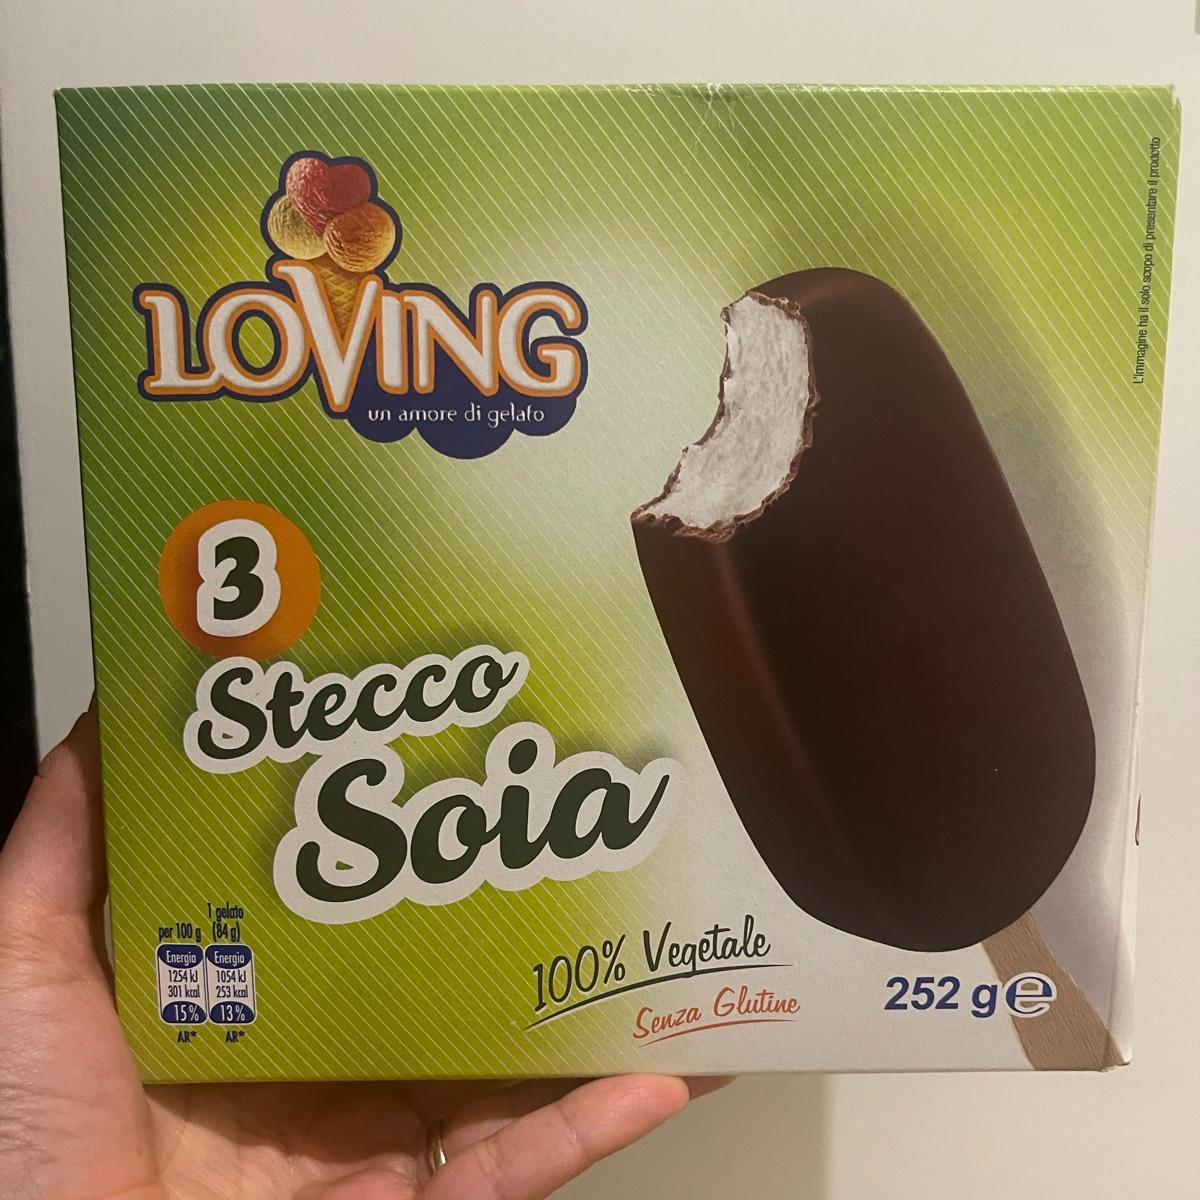 LOVING
un amore di gelato
L'immagine ha il solo scopo di presentare il prodotto
3
Stecco
Soia
per 100 g
1 gelato
(84 g)
Energia
1254 kJ
301 kcal
15%
AR*
Energia
1054 kJ
253 kcal
13%
AR*
100% Vegetale
Senza Glutine
252 g e